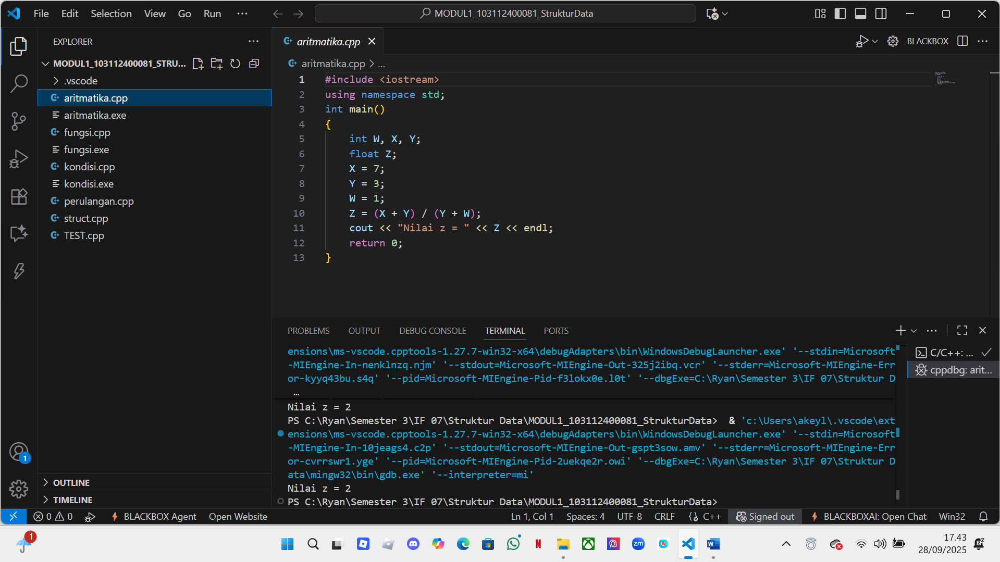 File Edit Selection View Go Run ···
MODUL1_103112400081_StrukturData
EXPLORER
MODUL1_103112400081_STRU...
.vscode
aritmatika.cpp
aritmatika.exe
fungsi.cpp
fungsi.exe
kondisi.cpp
kondisi.exe
perulangan.cpp
struct.cpp
TEST.cpp
OUTLINE
TIMELINE
1
aritmatika.cpp
BLACKBOX
aritmatika.cpp > ...
1 #include <iostream>
2 using namespace std;
3 int main()
4 {
5 int W, X, Y;
6 float Z;
7 X = 7;
8 Y = 3;
9 W = 1;
10 Z = (X + Y) / (Y + W);
11 cout << "Nilai z = " << Z << endl;
12 return 0;
13 }
PROBLEMS OUTPUT DEBUG CONSOLE TERMINAL PORTS
ensions\ms-vscode.cpptools-1.27.7-win32-x64\debugAdapters\bin\WindowsDebugLauncher.exe' '--stdin=Microsoft
-MIEngine-In-nenklnzq.njm' '--stdout=Microsoft-MIEngine-Out-325j2ibq.vcr' '--stderr=Microsoft-MIEngine-Err
or-kyyq43bu.s4q' '--pid=Microsoft-MIEngine-Pid-f3lokx0e.l0t' '--dbgExe=C:\Ryan\Semester 3\IF 07\Struktur D
…
Nilai z = 2
PS C:\Ryan\Semester 3\IF 07\Struktur Data\MODUL1_103112400081_StrukturData> & 'c:\Users\akeyl\.vscode\ext
ensions\ms-vscode.cpptools-1.27.7-win32-x64\debugAdapters\bin\WindowsDebugLauncher.exe' '--stdin=Microsoft
-MIEngine-In-10jeags4.c2p' '--stdout=Microsoft-MIEngine-Out-gspt3sow.amv' '--stderr=Microsoft-MIEngine-Err
or-cvrrswr1.yge' '--pid=Microsoft-MIEngine-Pid-2uekqe2r.owi' '--dbgExe=C:\Ryan\Semester 3\IF 07\Struktur D
ata\mingw32\bin\gdb.exe' '--interpreter=mi'
Nilai z = 2
PS C:\Ryan\Semester 3\IF 07\Struktur Data\MODUL1_103112400081_StrukturData>
C/C++: ...
cppdbg: arit...
0 0 BLACKBOX Agent Open Website Ln 1, Col 1 Spaces: 4 UTF-8 CRLF {} C++ Signed out BLACKBOXAI: Open Chat Win32
1
zm
N
W
17.43
28/09/2025